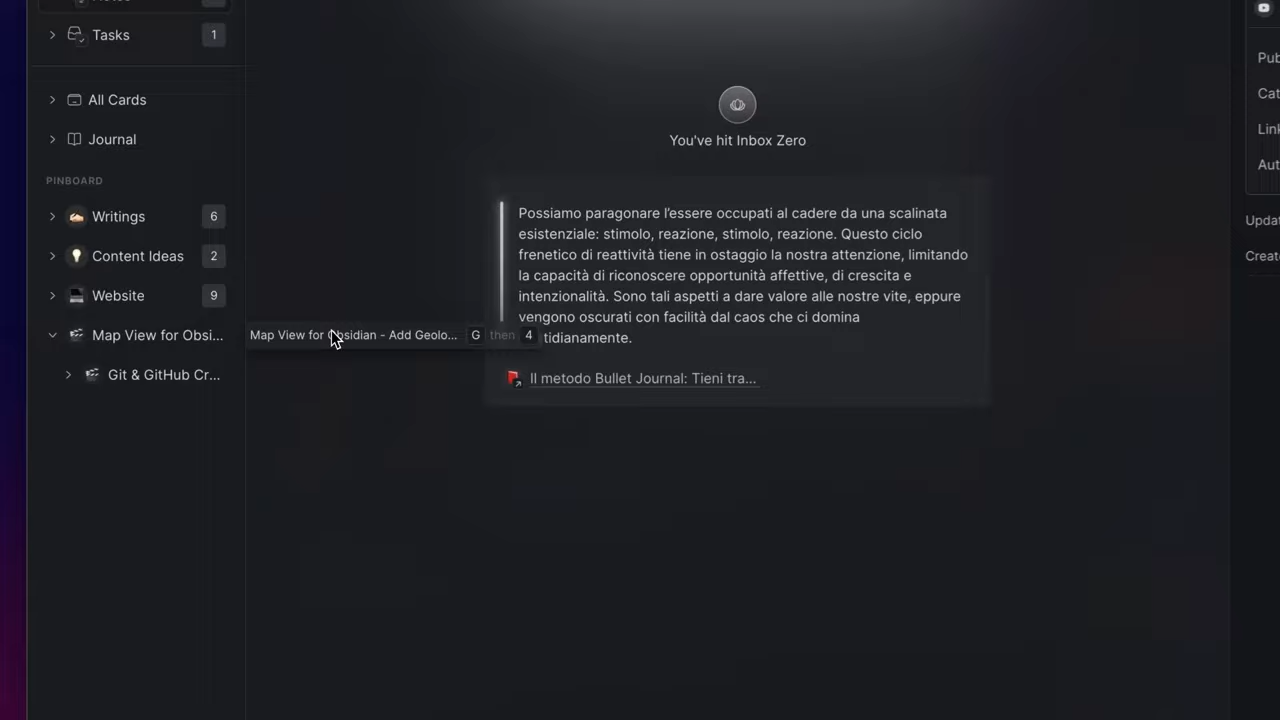 Tasks
1
All Cards
Journal
PINBOARD
Writings
6
Content Ideas
2
Website
9
Map View for Obsi...
Git & GitHub Cr...
Map View for Obsidian - Add Geolo...
G then 4
You've hit Inbox Zero
Possiamo paragonare l'essere occupati al cadere da una scalinata
esistenziale: stimolo, reazione, stimolo, reazione. Questo ciclo
frenetico di reattività tiene in ostaggio la nostra attenzione, limitando
la capacità di riconoscere opportunità affettive, di crescita e
intenzionalità. Sono tali aspetti a dare valore alle nostre vite, eppure
vengono oscurati con facilità dal caos che ci domina
tidianamente.
Il metodo Bullet Journal: Tieni tra...
Pub
Cat
Link
Aut
Updat
Create